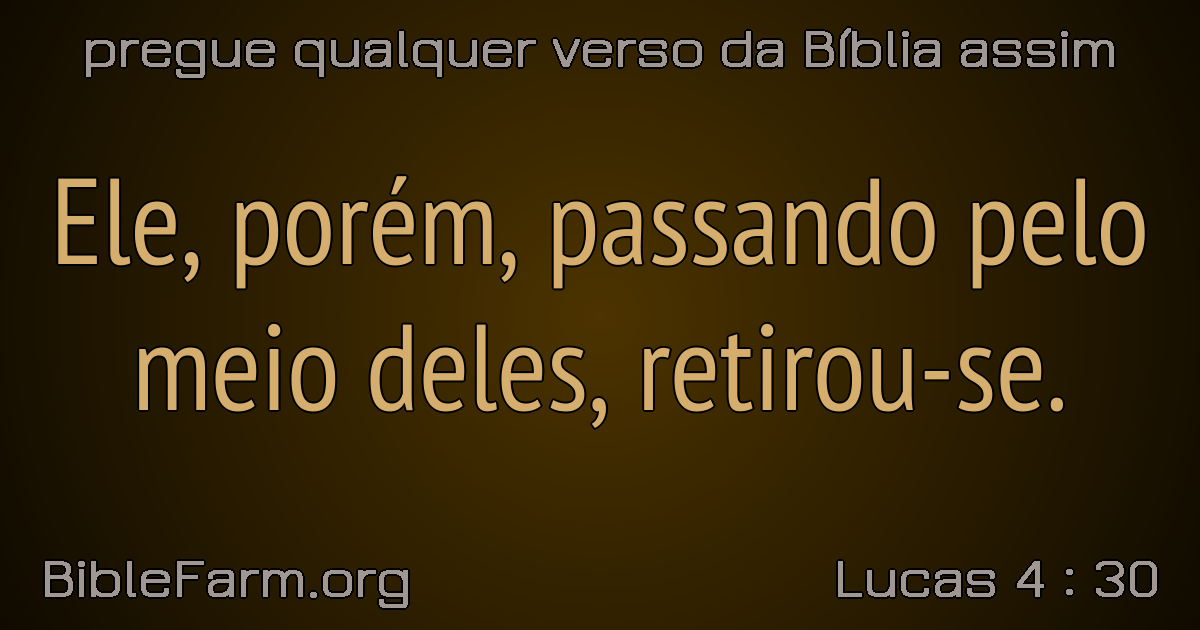 pregue qualquer verso da Bíblia assim
Ele, porém, passando pelo
meio deles, retirou-se.
BibleFarm.org
Lucas 4 : 30